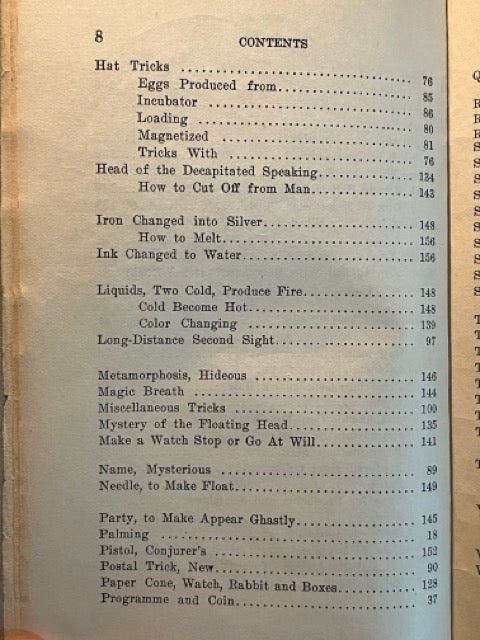 8 CONTENTS
Hat Tricks ................................ 76
Eggs Produced from.................... 85
Incubator ............................. 86
Loading ............................... 80
Magnetized ............................ 81
Tricks With ........................... 76
Head of the Decapitated Speaking.............. 134
How to Cut Off from Man............... 143
Iron Changed into Silver...................... 148
How to Melt........................... 156
Ink Changed to Water.......................... 156
Liquids, Two Cold, Produce Fire............... 148
Cold Become Hot....................... 148
Color Changing ....................... 139
Long-Distance Second Sight.................... 97
Metamorphosis, Hideous ....................... 146
Magic Breath ................................. 144
Miscellaneous Tricks ......................... 100
Mystery of the Floating Head.................. 135
Make a Watch Stop or Go At Will............... 141
Name, Mysterious ............................. 89
Needle, to Make Float......................... 149
Party, to Make Appear Ghastly................. 145
Palming ...................................... 18
Pistol, Conjurer's ........................... 152
Postal Trick, New............................. 90
Paper Cone, Watch, Rabbit and Boxes........... 128
Programme and Coin............................ 37